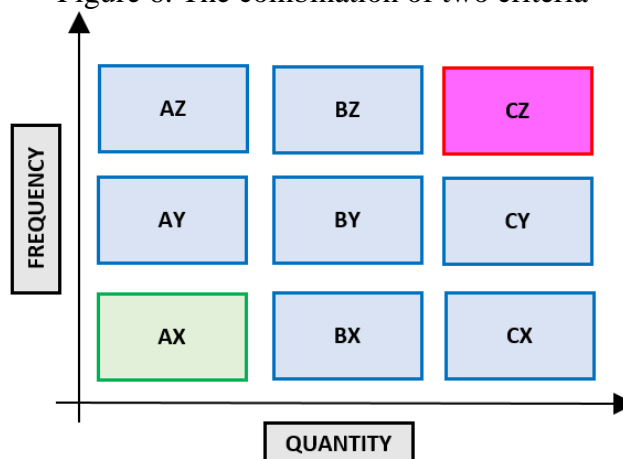 Figure 6. The combination of two criteria
AZ BZ CZ
FREQUENCY
AY BY CY
AX BX CX
QUANTITY